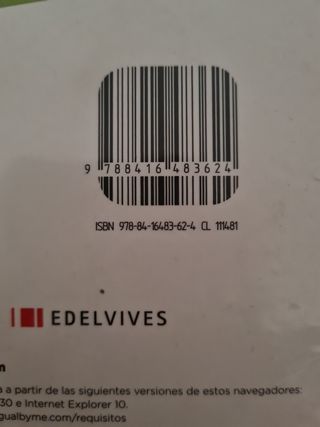 9 788416 483624
ISBN 978-84-16483-62-4 CL 111481
EDELVIVES
a a partir de las siguientes versiones de estos navegadores:
30 e Internet Explorer 10.
gualbyme.com/requisitos